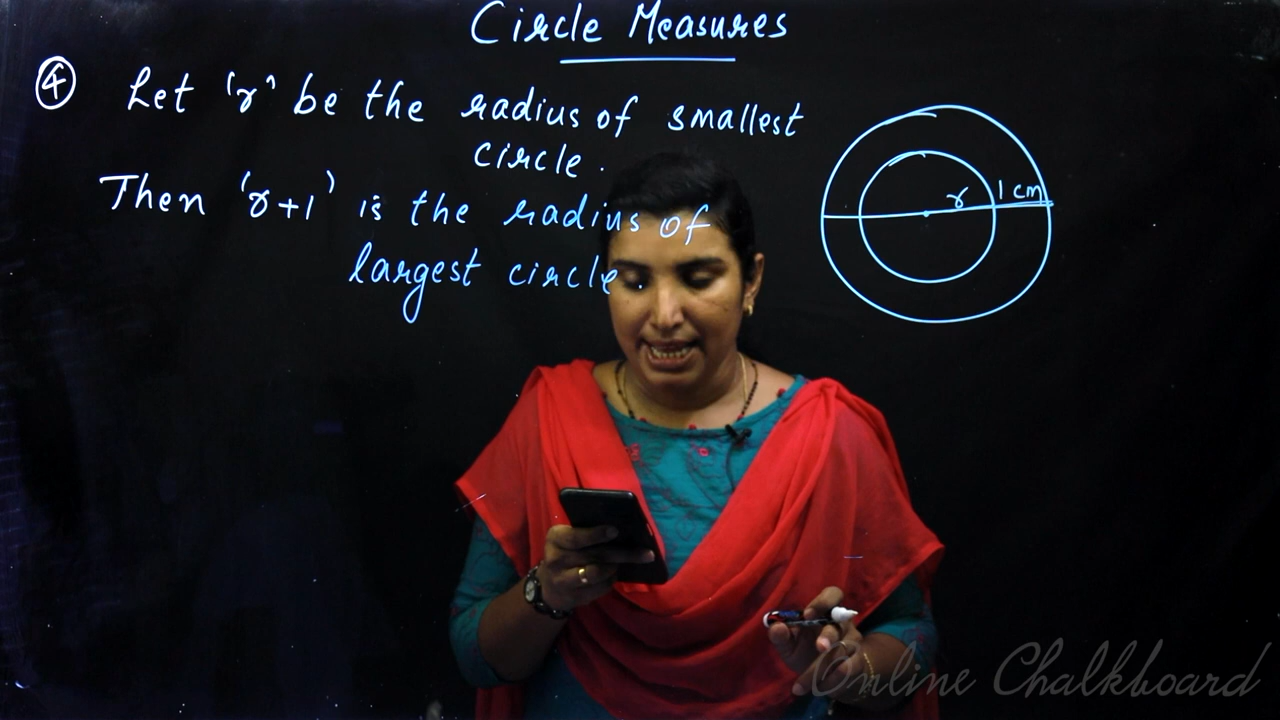 Circle Measures
④ Let 'r' be the radius of smallest
circle.
Then 'r+1' is the radius of
largest circle.
r 1 cm
Online Chalkboard